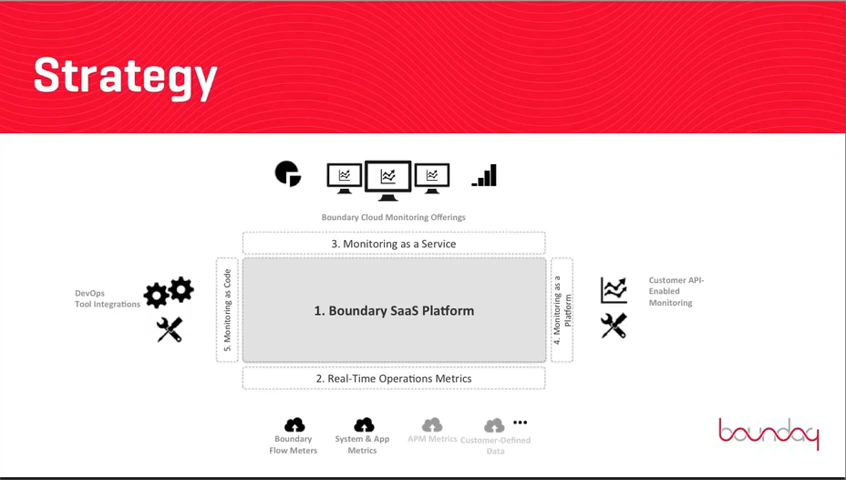 Strategy
Boundary Cloud Monitoring Offerings
3. Monitoring as a Service
DevOps
Tool Integrations
5. Monitoring as Code
1. Boundary SaaS Platform
4. Monitoring as a
Platform
Customer API-
Enabled
Monitoring
2. Real-Time Operations Metrics
Boundary
Flow Meters
System & App
Metrics
APM Metrics
Customer-Defined
Data
boundary